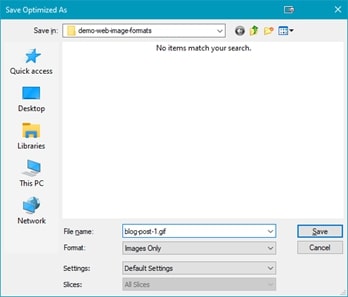 Save Optimized As
Save in: demo-web-image-formats
No items match your search.
Quick access
Desktop
Libraries
This PC
Network
File name: blog-post-1.gif Save
Format: Images Only Cancel
Settings: Default Settings
Slices: All Slices